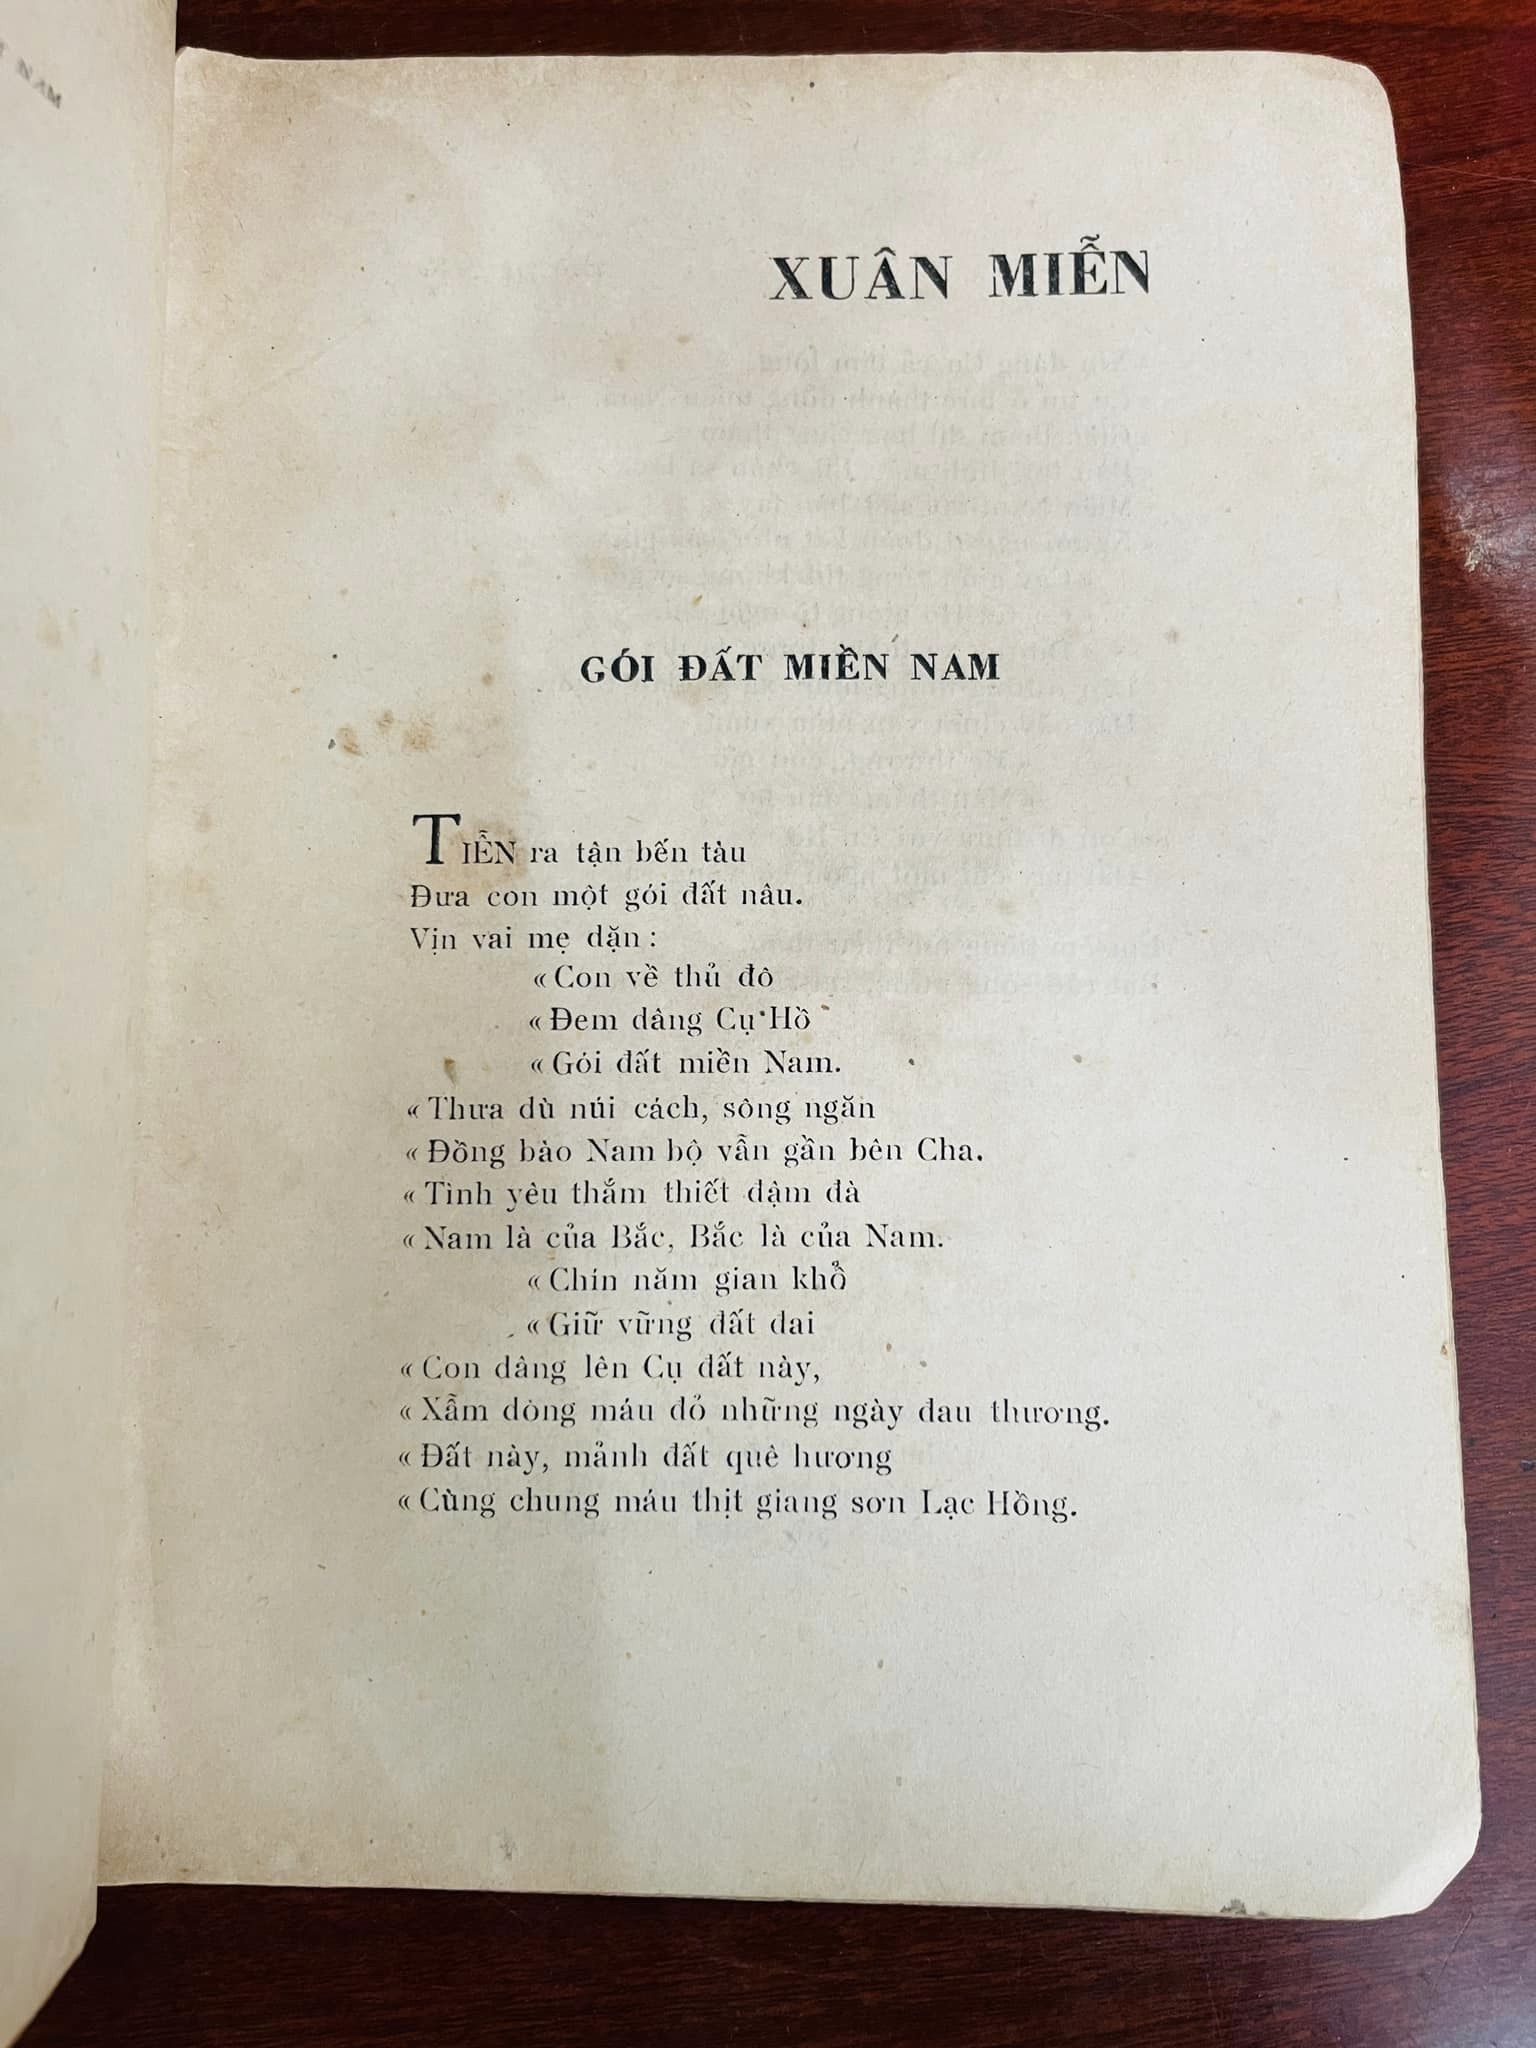 XUÂN MIỄN
GÓI ĐẤT MIỀN NAM
TIỄN ra tận bến tàu
Đưa con một gói đất nâu.
Vịn vai mẹ dặn :
« Con về thủ đô
« Đem dâng Cụ Hồ
« Gói đất miền Nam.
« Thưa dù núi cách, sông ngăn
« Đồng bào Nam bộ vẫn gần bên Cha.
« Tình yêu thắm thiết đậm đà
« Nam là của Bắc, Bắc là của Nam.
« Chín năm gian khổ
« Giữ vững đất đai
« Con dâng lên Cụ đất này,
« Xẫm dòng máu đỏ những ngày đau thương.
« Đất này, mảnh đất quê hương
« Cùng chung máu thịt giang sơn Lạc Hồng.